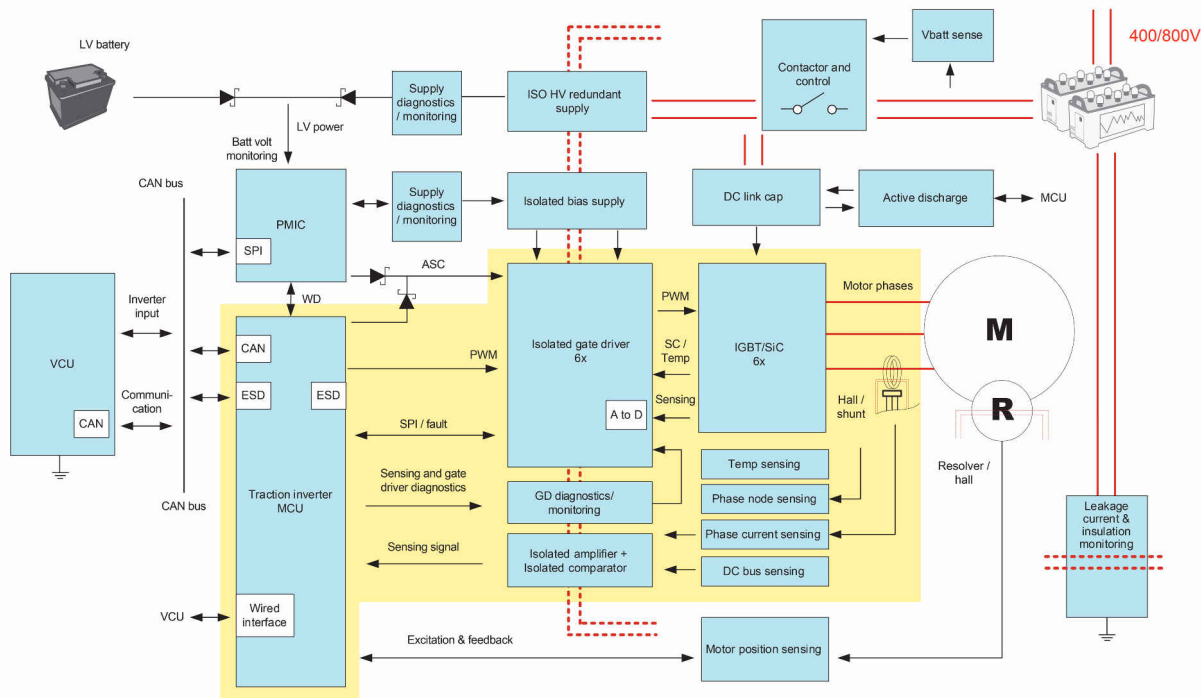 LV battery
Supply
diagnostics
/ monitoring
ISO HV redundant
supply
Contactor and
control
Vbatt sense
400/800V
LV power
Batt volt
monitoring
CAN bus
PMIC
SPI
Supply
diagnostics
/ monitoring
Isolated bias supply
DC link cap
Active discharge
MCU
ASC
WD
VCU
CAN
Inverter
input
Communi-
cation
CAN bus
CAN
ESD
ESD
Traction inverter
MCU
Wired
interface
VCU
PWM
SPI / fault
Sensing and gate
driver diagnostics
Sensing signal
Excitation & feedback
Isolated gate driver
6x
A to D
GD diagnostics/
monitoring
Isolated amplifier +
Isolated comparator
PWM
SC /
Temp
Sensing
IGBT/SiC
6x
Temp sensing
Phase node sensing
Phase current sensing
DC bus sensing
Motor position sensing
Motor phases
Hall /
shunt
M
R
Resolver /
hall
Leakage
current &
insulation
monitoring